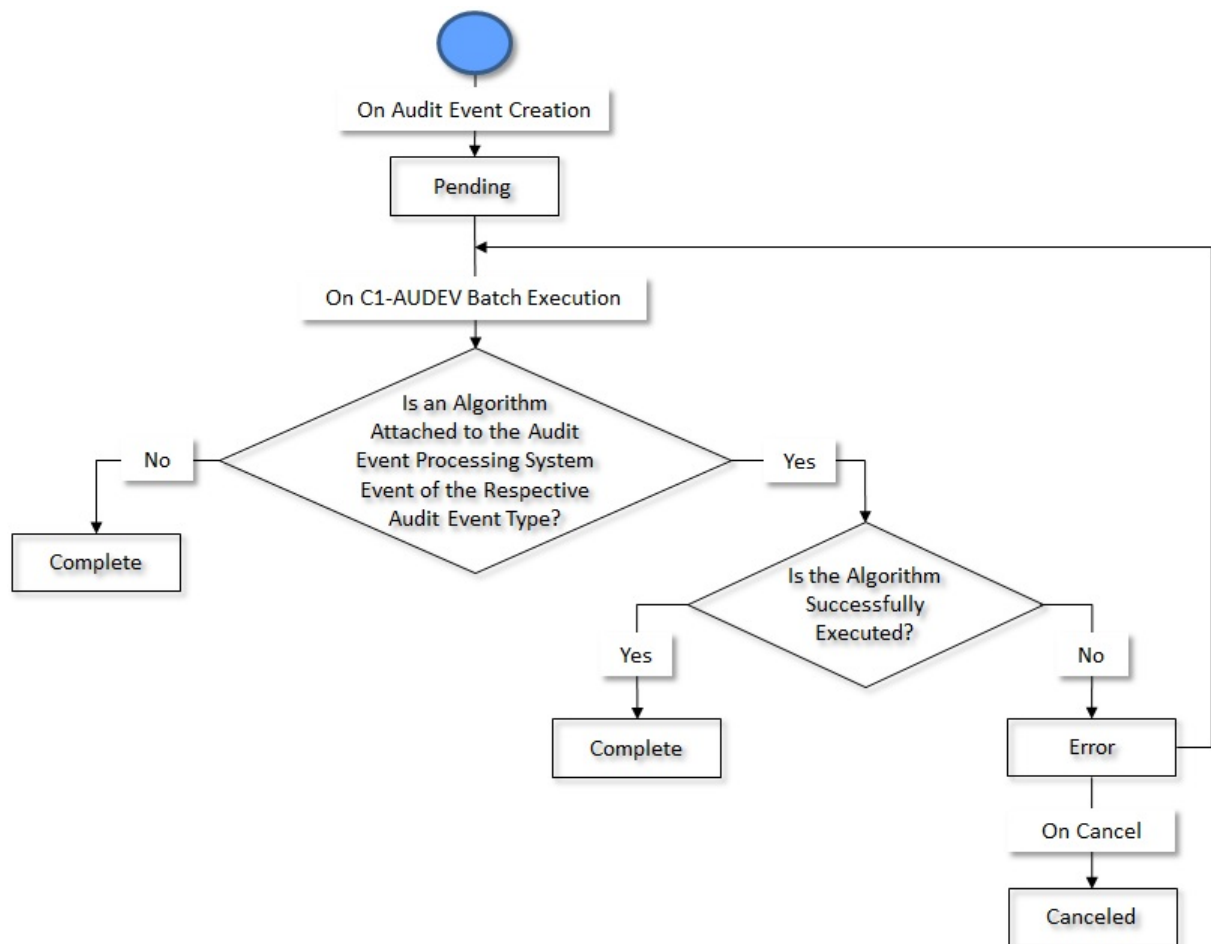 On Audit Event Creation
Pending
On C1-AUDEV Batch Execution
Is an Algorithm
Attached to the Audit
Event Processing System
Event of the Respective
Audit Event Type?
No
Yes
Complete
Is the Algorithm
Successfully
Executed?
Yes
No
Complete
Error
On Cancel
Canceled